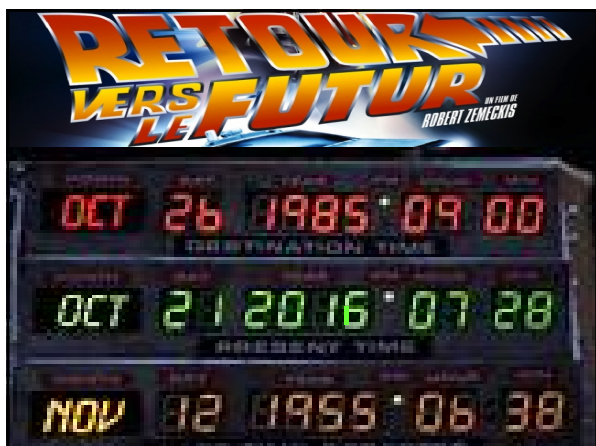 RETOUR
VERS
LE FUTUR
UN FILM DE
ROBERT ZEMECKIS
OCT 26 1985 09 00
DESTINATION TIME
OCT 21 2016 07 28
PRESENT TIME
NOV 12 1955 06 38